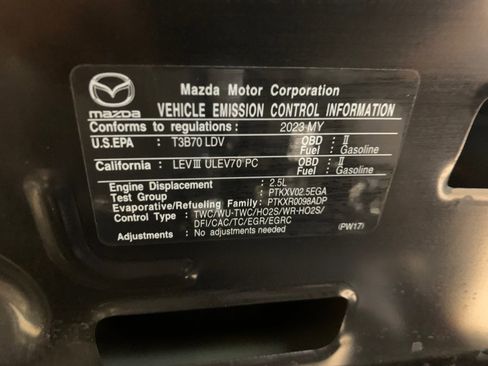 Mazda Motor Corporation
mazda VEHICLE EMISSION CONTROL INFORMATION
Conforms to regulations: 2023 MY
U.S.EPA : T3B70 LDV OBD : II
Fuel : Gasoline
California : LEVIII ULEV70 PC OBD : II
Fuel : Gasoline
Engine Displacement : 2.5L
Test Group : PTKXV02.5EGA
Evaporative/Refueling Family: PTKXR0098ADP
Control Type : TWC/WU-TWC/HO2S/WR-HO2S/
DFI/CAC/TC/EGR/EGRC
Adjustments : No adjustments needed (PW17)